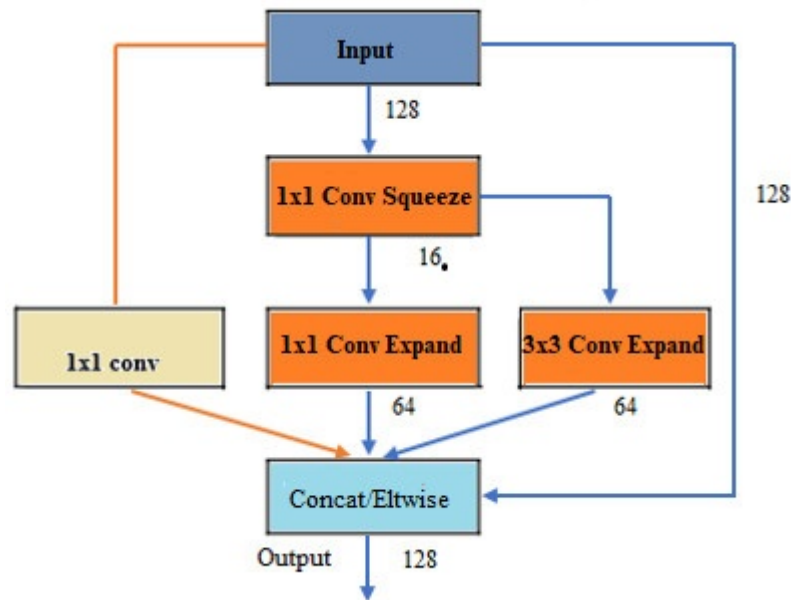 Input
128
1x1 Conv Squeeze
128
16.
1x1 conv
1x1 Conv Expand
3x3 Conv Expand
64
64
Concat/Eltwise
Output
128